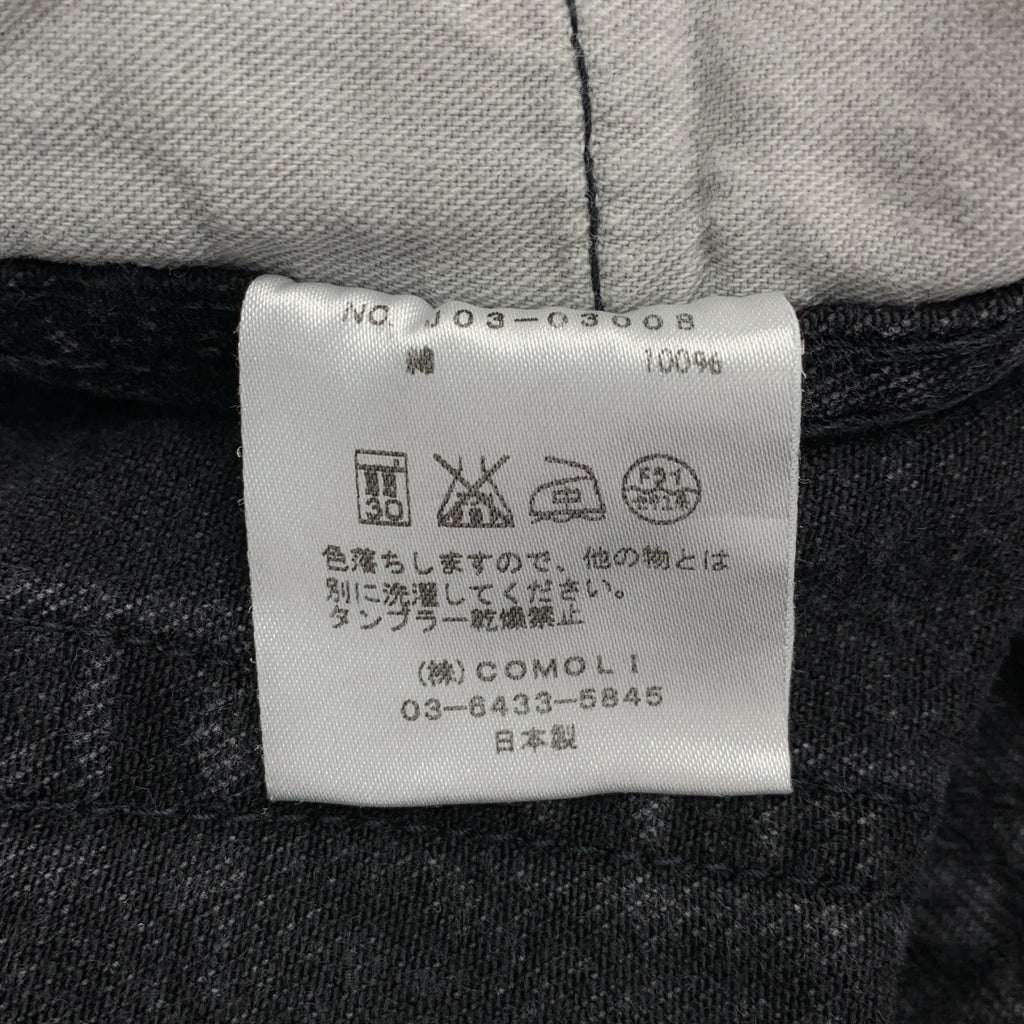 NO. J03-03008
綿 100%
30
色落ちしますので、他の物とは
別に洗濯してください。
タンブラー乾燥禁止
(株)COMOLI
03-6433-5845
日本製